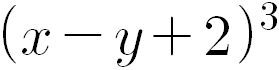 (x − y + 2)³